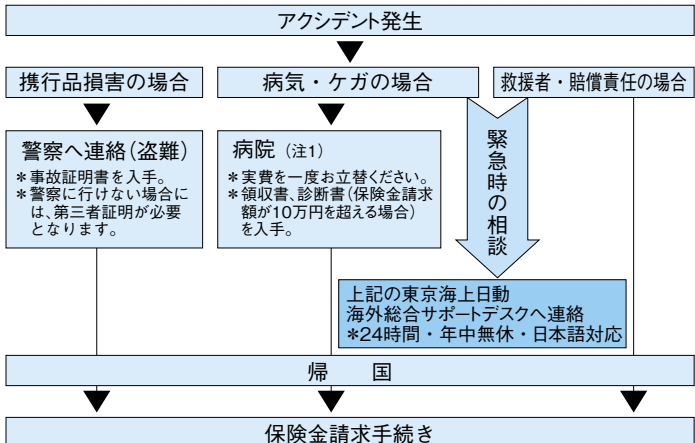 アクシデント発生
携行品損害の場合
病気・ケガの場合
救援者・賠償責任の場合
警察へ連絡(盗難)
＊事故証明書を入手。
＊警察に行けない場合に
は、第三者証明が必要
となります。
病院（注1）
＊実費を一度お立替ください。
＊領収書、診断書(保険金請求
額が10万円を超える場合)
を入手。
緊急時の相談
上記の東京海上日動
海外総合サポートデスクへ連絡
＊24時間・年中無休・日本語対応
帰　国
保険金請求手続き